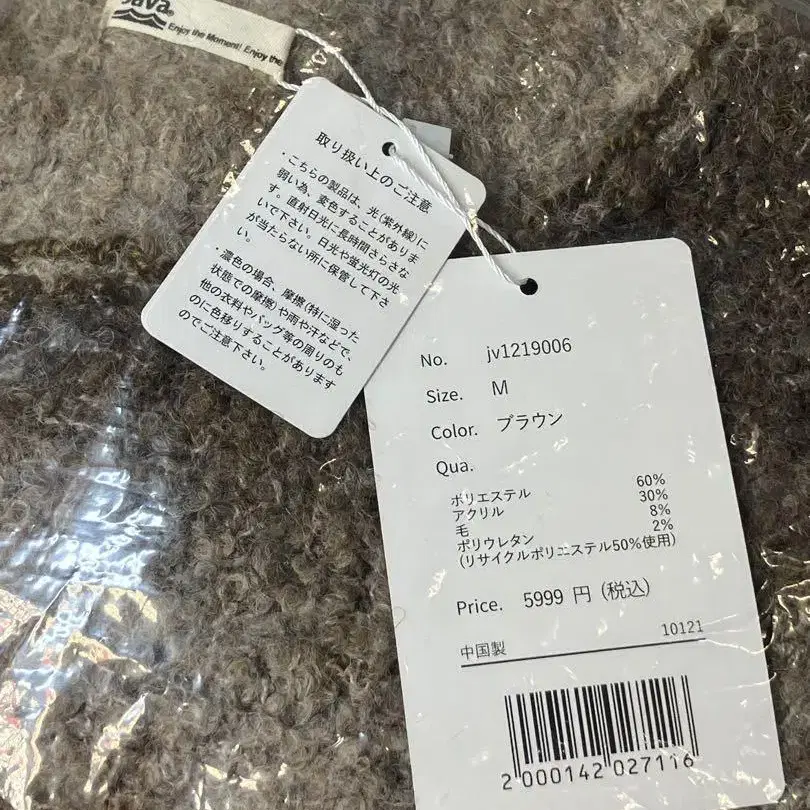 Java®
Enjoy the Moment! Enjoy the
取り扱い上のご注意
・こちらの製品は、光(紫外線)に
弱い為、変色することがありま
す。直射日光に長時間さらさな
いで下さい。日光や蛍光灯の光
が当たらない所に保管して下さ
い。
・濃色の場合、摩擦(特に湿った
状態での摩擦)や雨や汗などで、
他の衣料やバッグ等の周りのも
のに色移りすることがあります
のでご注意下さい。
No. jv1219006
Size. M
Color. ブラウン
Qua.
ポリエステル 60%
アクリル 30%
毛 8%
ポリウレタン 2%
(リサイクルポリエステル50%使用)
Price. 5999 円 (税込)
中国製 10121
2 000142 027116